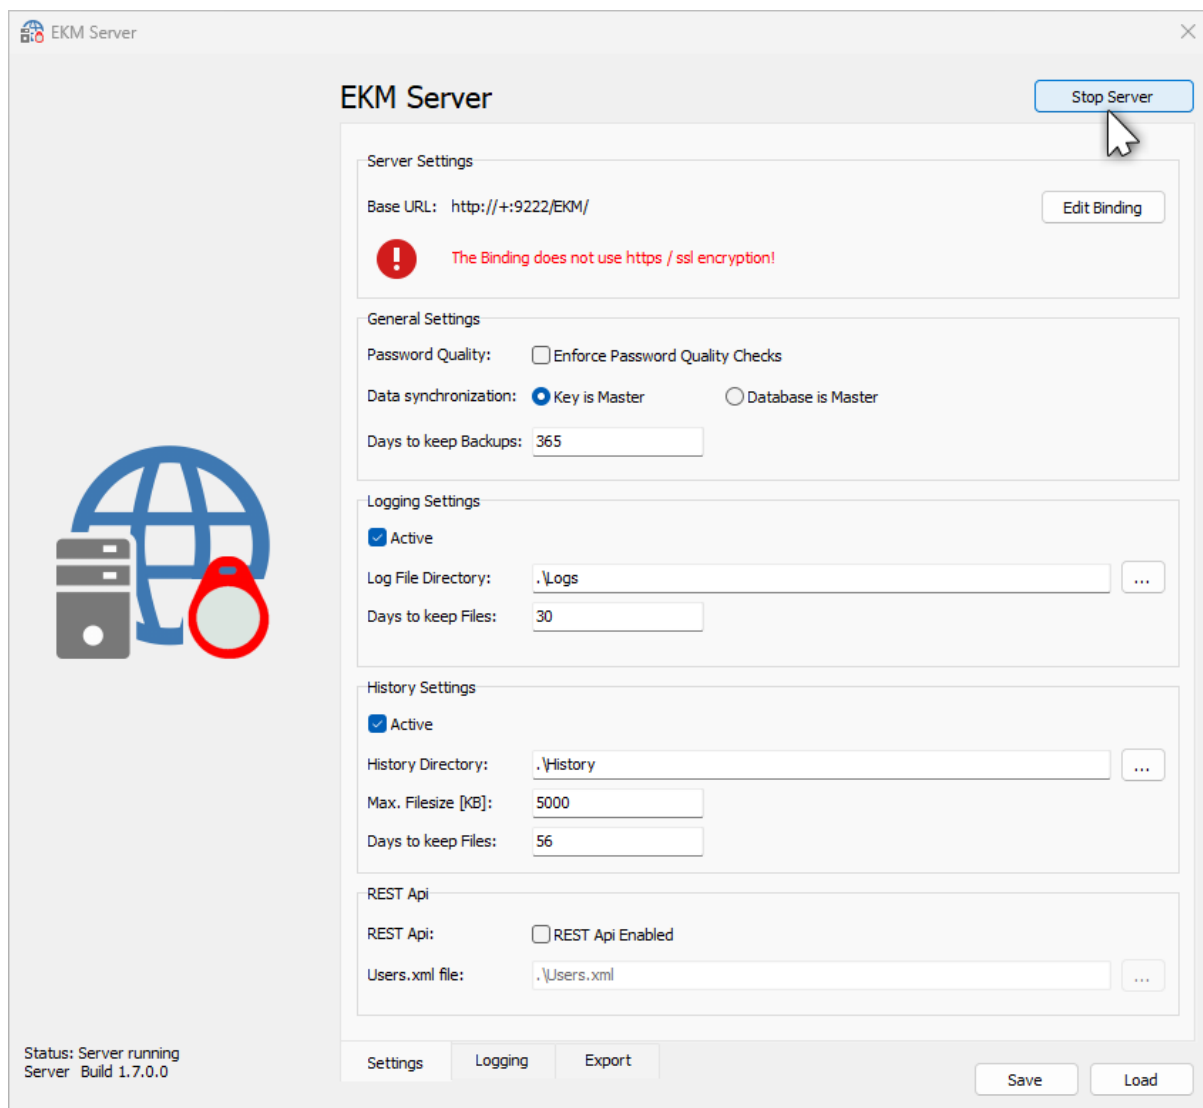 EKM Server
EKM Server
Stop Server
Server Settings
Base URL: http://+:9222/EKM/
Edit Binding
The Binding does not use https / ssl encryption!
General Settings
Password Quality: Enforce Password Quality Checks
Data synchronization: Key is Master Database is Master
Days to keep Backups: 365
Logging Settings
Active
Log File Directory: .\Logs ...
Days to keep Files: 30
History Settings
Active
History Directory: .\History ...
Max. Filesize [KB]: 5000
Days to keep Files: 56
REST Api
REST Api: REST Api Enabled
Users.xml file: .\Users.xml ...
Status: Server running
Server Build 1.7.0.0
Settings Logging Export
Save Load